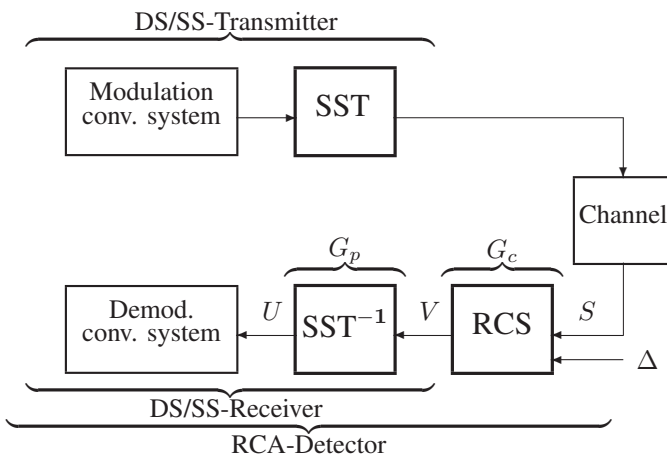 DS/SS-Transmitter
Modulation
conv. system
SST
Channel
G_p
G_c
Demod.
conv. system
U
SST^{-1}
V
RCS
S
Δ
DS/SS-Receiver
RCA-Detector